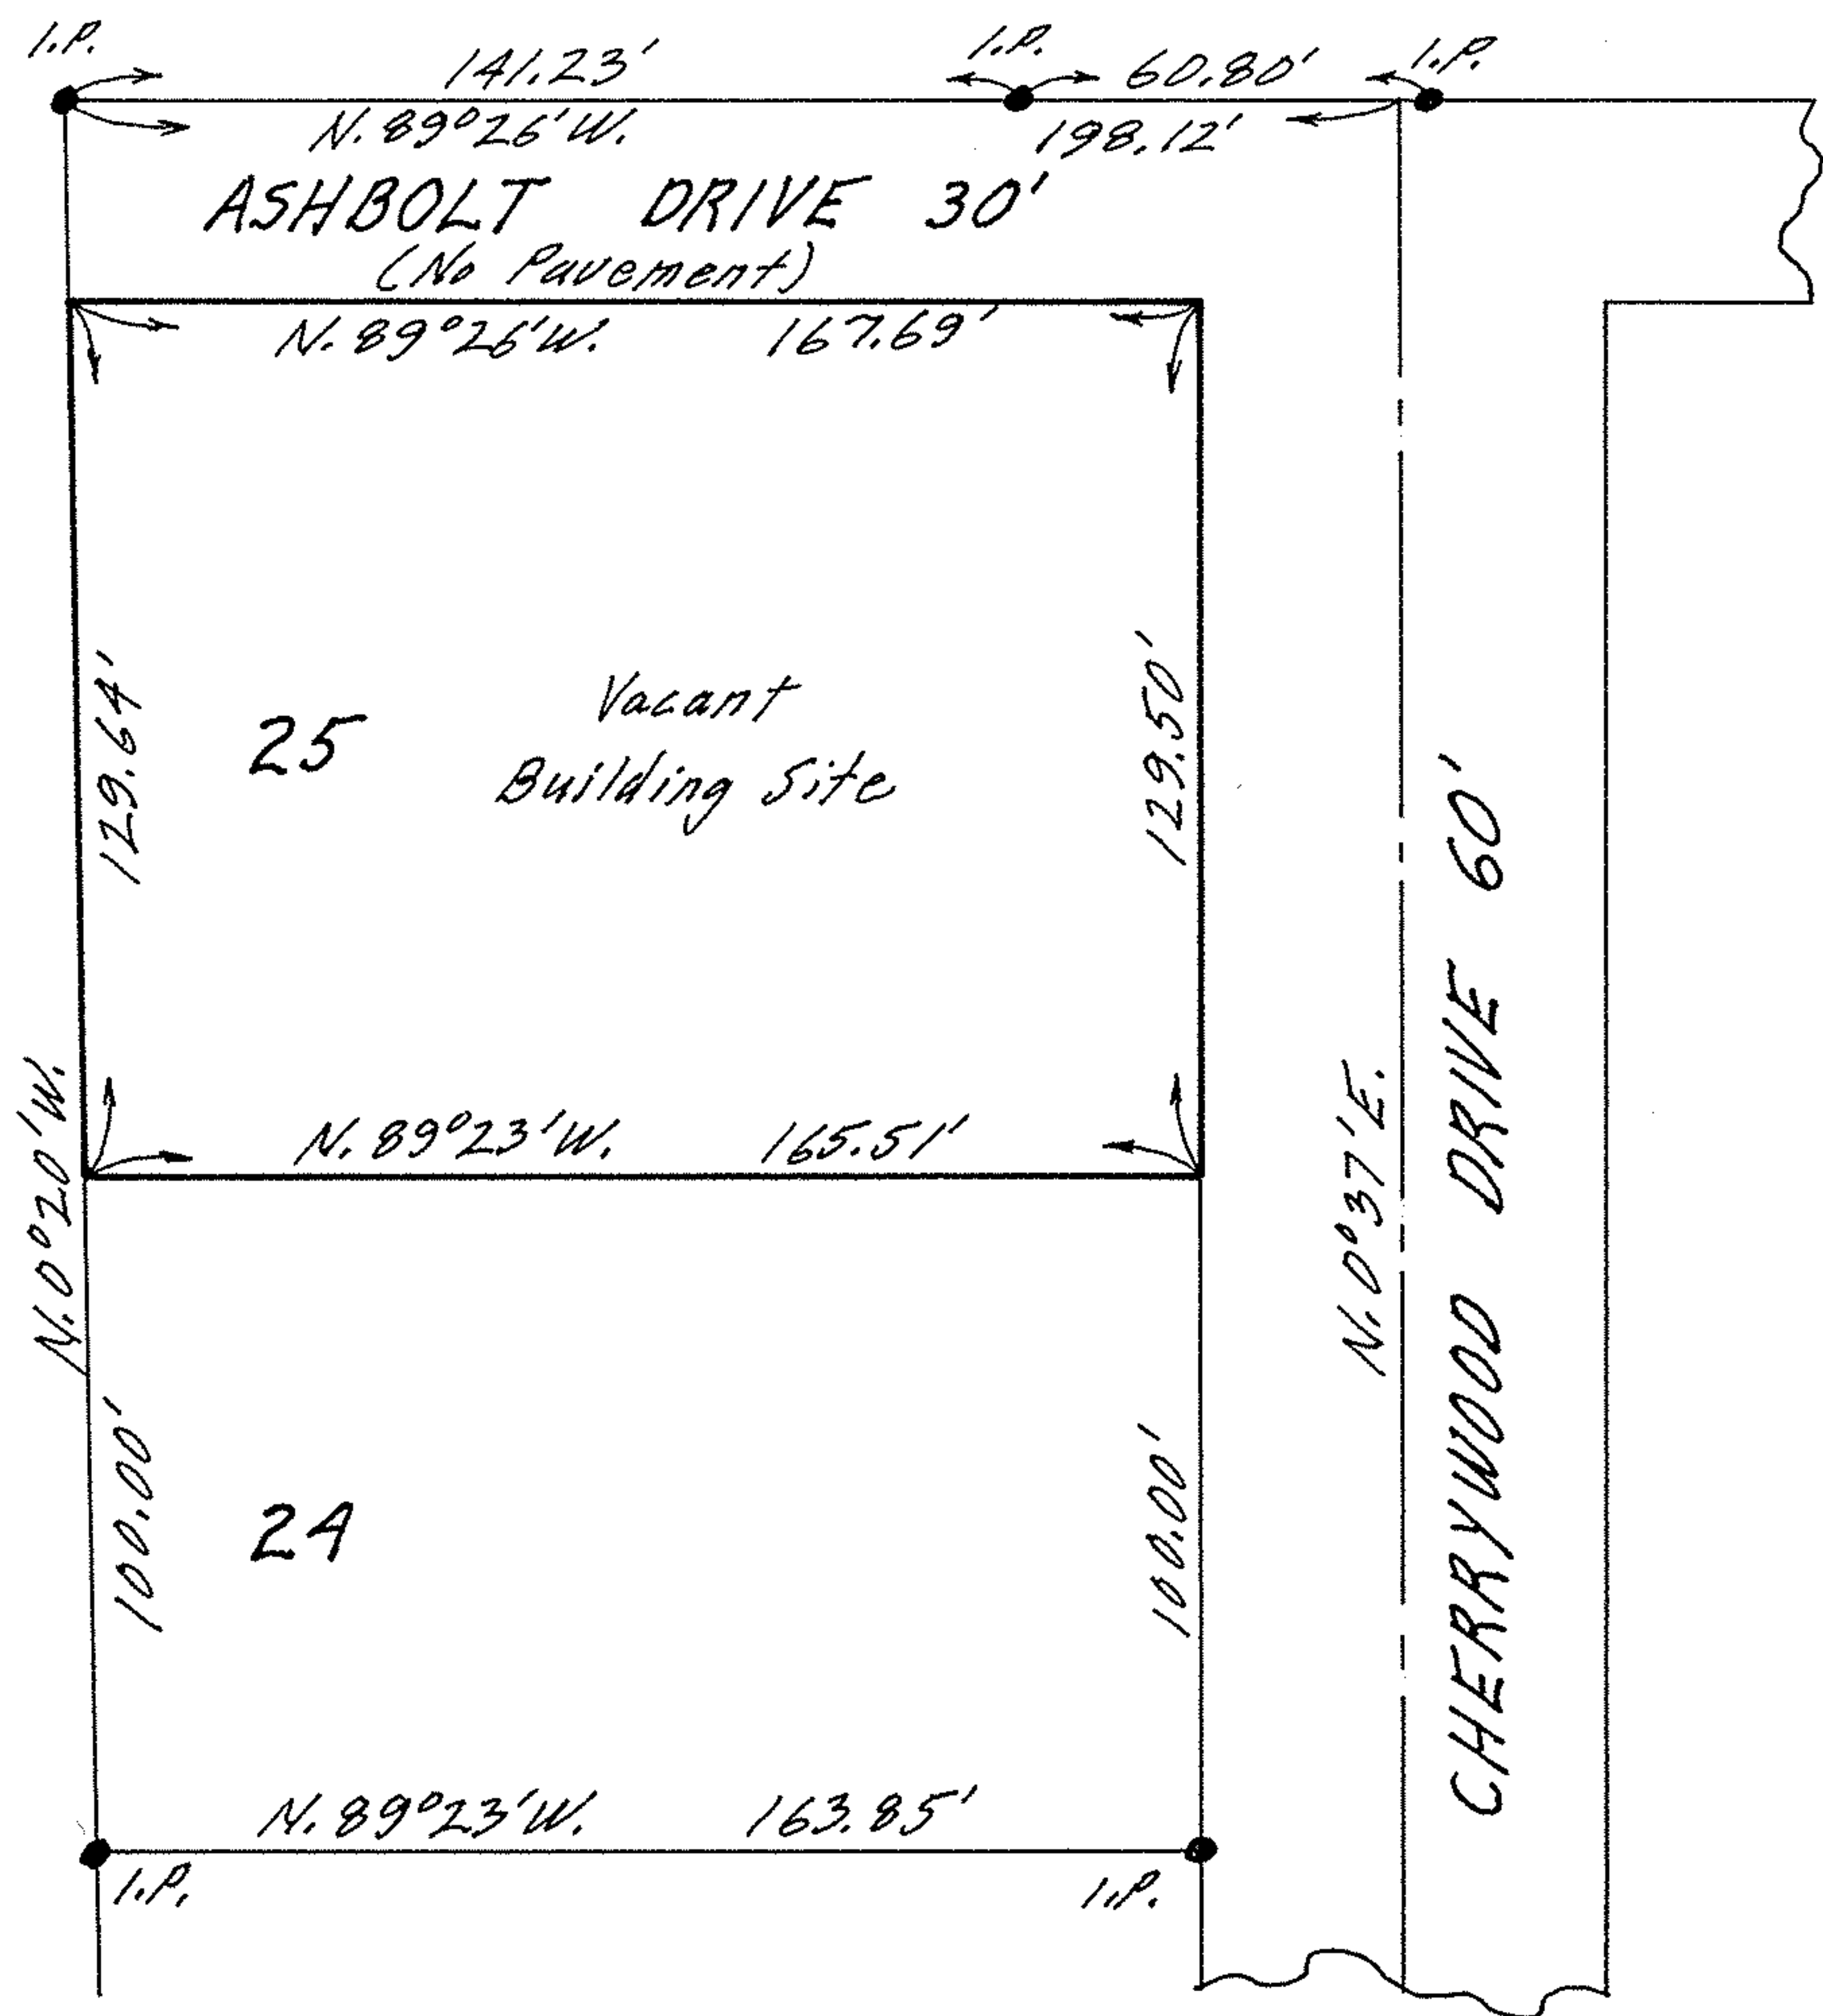 I.P.
141.23'
I.P.
60.80'
I.P.
N. 89°26' W.
198.12'
ASHBOLT DRIVE 30'
(No Pavement)
N. 89°26' W. 167.69'
129.64'
25
Vacant
Building Site
129.50'
N. 0°20' W.
N. 89°23' W. 165.51'
N. 0°37' E.
CHERRYWOOD DRIVE 60'
100.00'
24
100.00'
N. 89°23' W. 163.85'
I.P.
I.P.